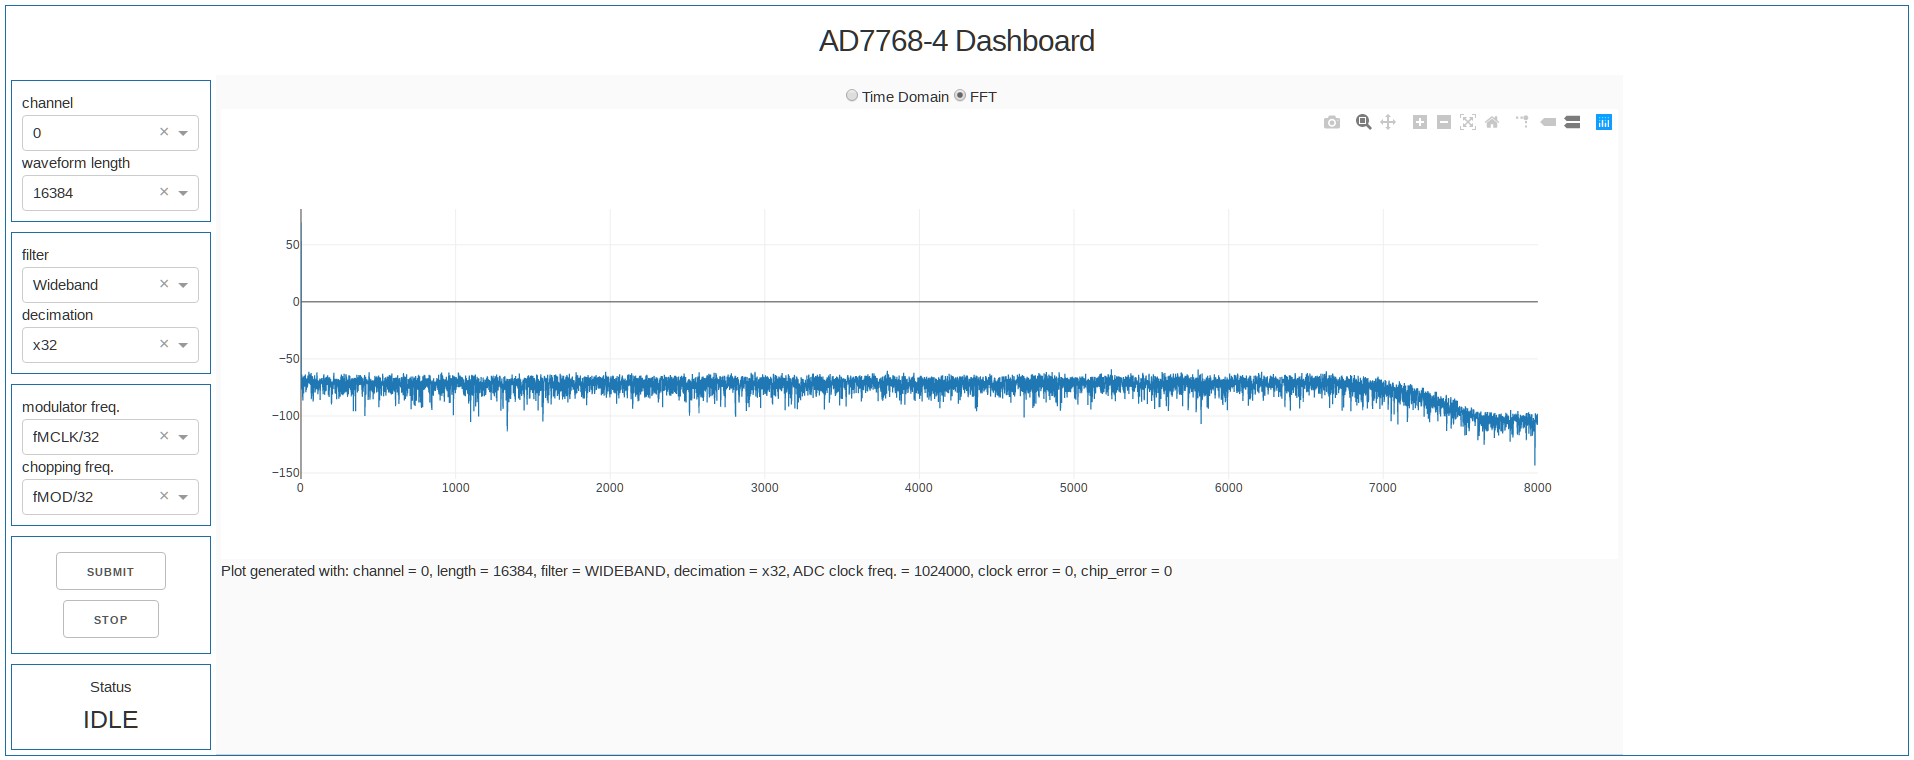 AD7768-4 Dashboard
channel
0
waveform length
16384
filter
Wideband
decimation
x32
modulator freq.
fMCLK/32
chopping freq.
fMOD/32
SUBMIT
STOP
Status
IDLE
Time Domain FFT
50
0
−50
−100
−150
0 1000 2000 3000 4000 5000 6000 7000 8000
Plot generated with: channel = 0, length = 16384, filter = WIDEBAND, decimation = x32, ADC clock freq. = 1024000, clock error = 0, chip_error = 0